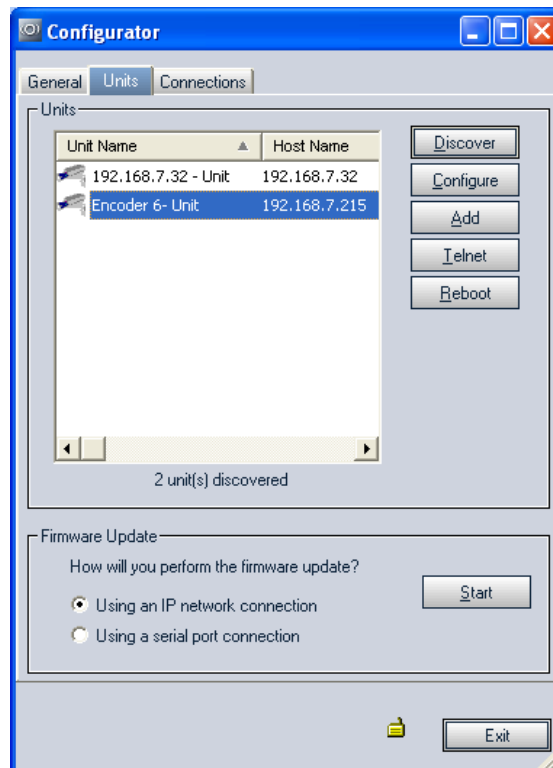 Configurator
General Units Connections
Units
Unit Name Host Name
192.168.7.32 - Unit 192.168.7.32
Encoder 6- Unit 192.168.7.215
2 unit(s) discovered
Discover
Configure
Add
Telnet
Reboot
Firmware Update
How will you perform the firmware update?
Using an IP network connection
Using a serial port connection
Start
Exit